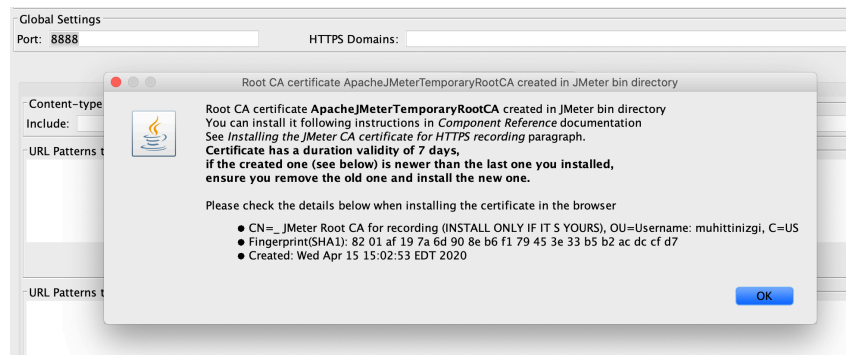 Global Settings
Port: 8888 HTTPS Domains:
Root CA certificate ApacheJMeterTemporaryRootCA created in JMeter bin directory
Content-type
Include:
URL Patterns t
Root CA certificate ApacheJMeterTemporaryRootCA created in JMeter bin directory
You can install it following instructions in Component Reference documentation
See Installing the JMeter CA certificate for HTTPS recording paragraph.
Certificate has a duration validity of 7 days,
if the created one (see below) is newer than the last one you installed,
ensure you remove the old one and install the new one.
Please check the details below when installing the certificate in the browser
● CN=_ JMeter Root CA for recording (INSTALL ONLY IF IT S YOURS), OU=Username: muhittinizgi, C=US
● Fingerprint(SHA1): 82 01 af 19 7a 6d 90 8e b6 f1 79 45 3e 33 b5 b2 ac dc cf d7
● Created: Wed Apr 15 15:02:53 EDT 2020
URL Patterns t
OK